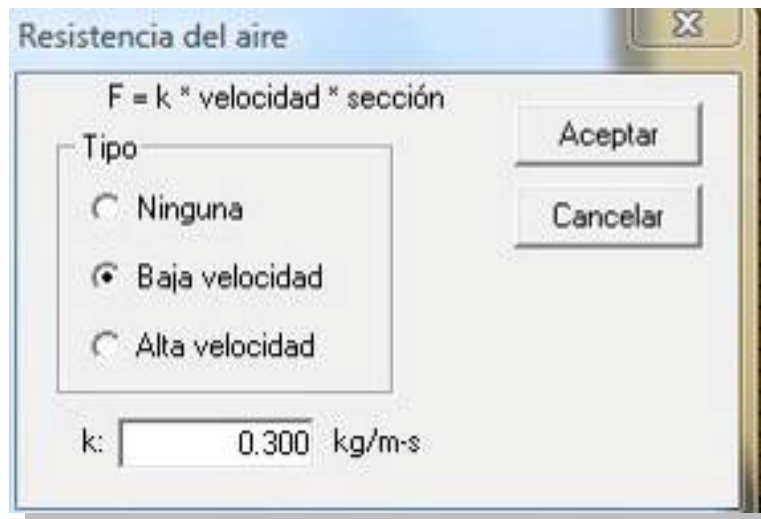 Resistencia del aire
F = k * velocidad * sección
Tipo
Ninguna
Baja velocidad
Alta velocidad
k: 0.300 kg/m-s
Aceptar
Cancelar